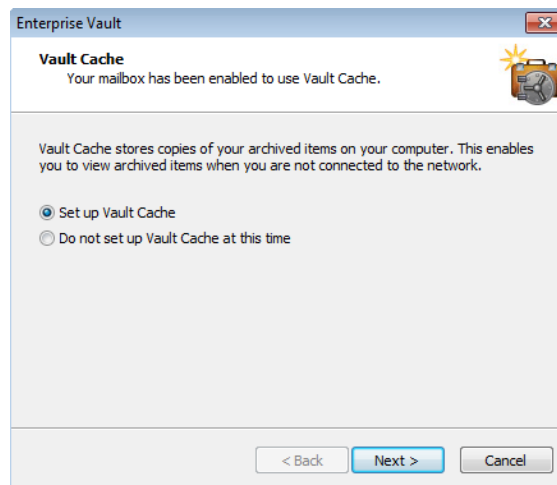 Enterprise Vault
Vault Cache
Your mailbox has been enabled to use Vault Cache.
Vault Cache stores copies of your archived items on your computer. This enables
you to view archived items when you are not connected to the network.
Set up Vault Cache
Do not set up Vault Cache at this time
< Back Next > Cancel